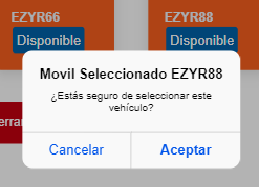 EZYR66 EZYR88
Disponible Disponible
Movil Seleccionado EZYR88
¿Estás seguro de seleccionar este
vehículo?
Cancelar Aceptar